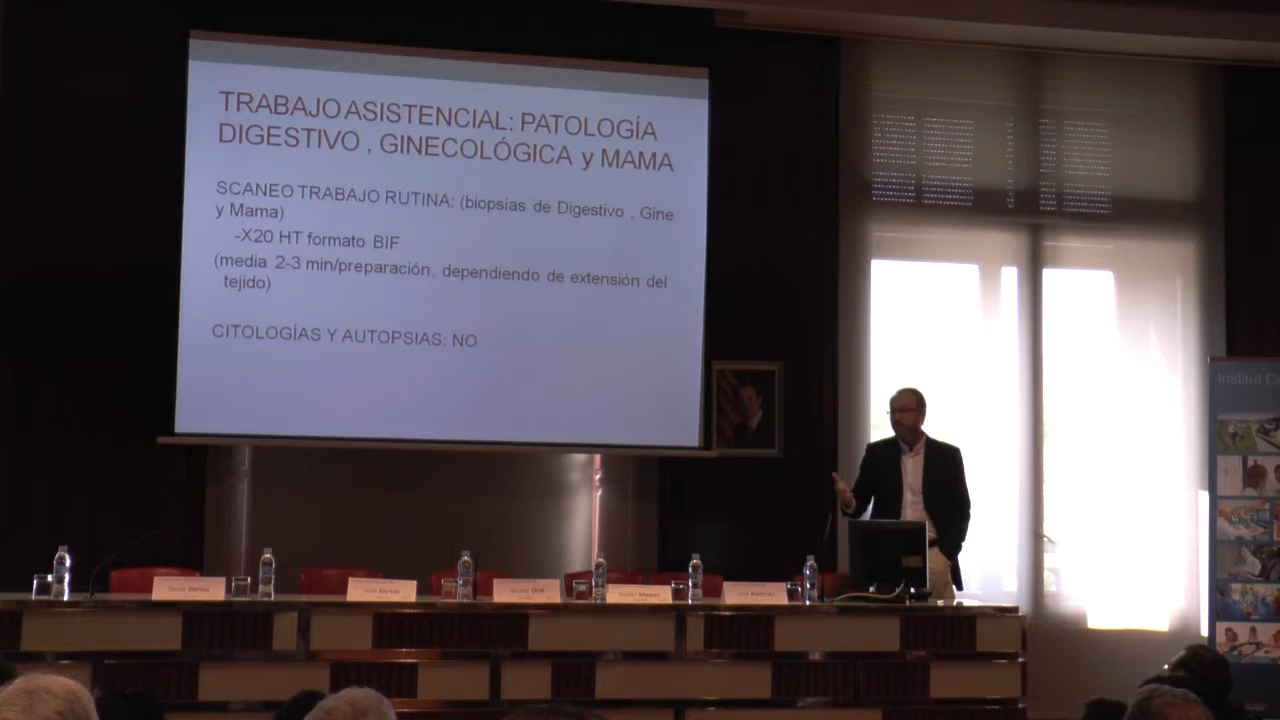 TRABAJO ASISTENCIAL: PATOLOGÍA
DIGESTIVO , GINECOLÓGICA y MAMA
SCANEO TRABAJO RUTINA: (biopsias de Digestivo , Gine
y Mama)
-X20 HT formato BIF
(media 2-3 min/preparación, dependiendo de extensión del
tejido)
CITOLOGÍAS Y AUTOPSIAS: NO
Institut